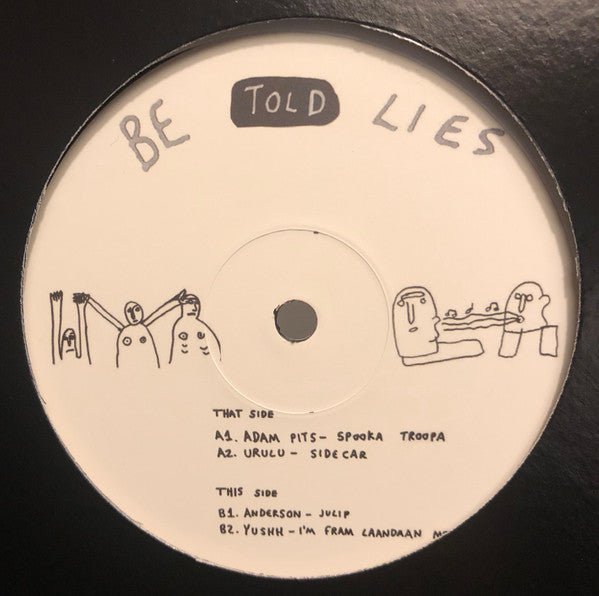 BE TOLD LIES
THAT SIDE
A1. ADAM PITS - SPOOKA TROOPA
A2. URULU - SIDECAR
THIS SIDE
B1. ANDERSON - JULIP
B2. YUSHH - I'M FRAM LAANDAAN